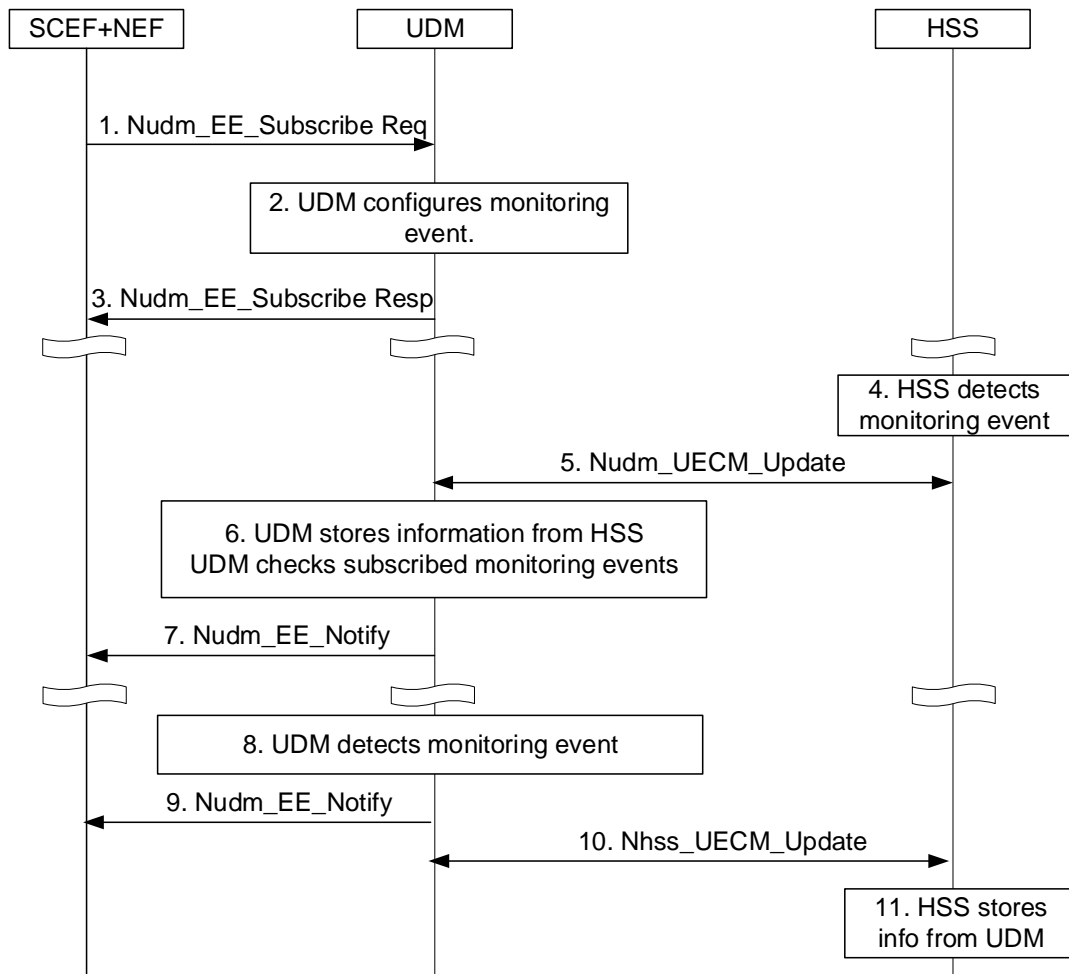 SCEF+NEF
UDM
HSS
1. Nudm_EE_Subscribe Req
2. UDM configures monitoring
event.
3. Nudm_EE_Subscribe Resp
4. HSS detects
monitoring event
5. Nudm_UECM_Update
6. UDM stores information from HSS
UDM checks subscribed monitoring events
7. Nudm_EE_Notify
8. UDM detects monitoring event
9. Nudm_EE_Notify
10. Nhss_UECM_Update
11. HSS stores
info from UDM